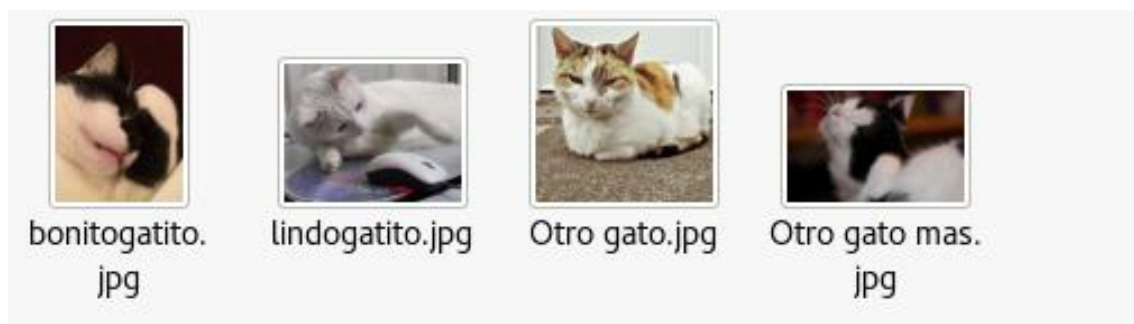 bonitogatito.
jpg
lindogatito.jpg
Otro gato.jpg
Otro gato mas.
jpg